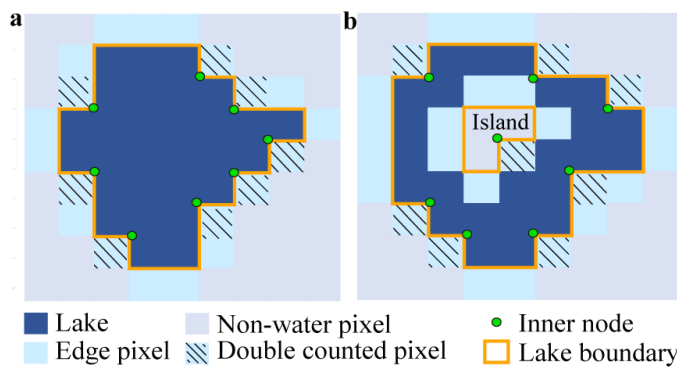 a
b
Island
Lake
Non-water pixel
Inner node
Edge pixel
Double counted pixel
Lake boundary